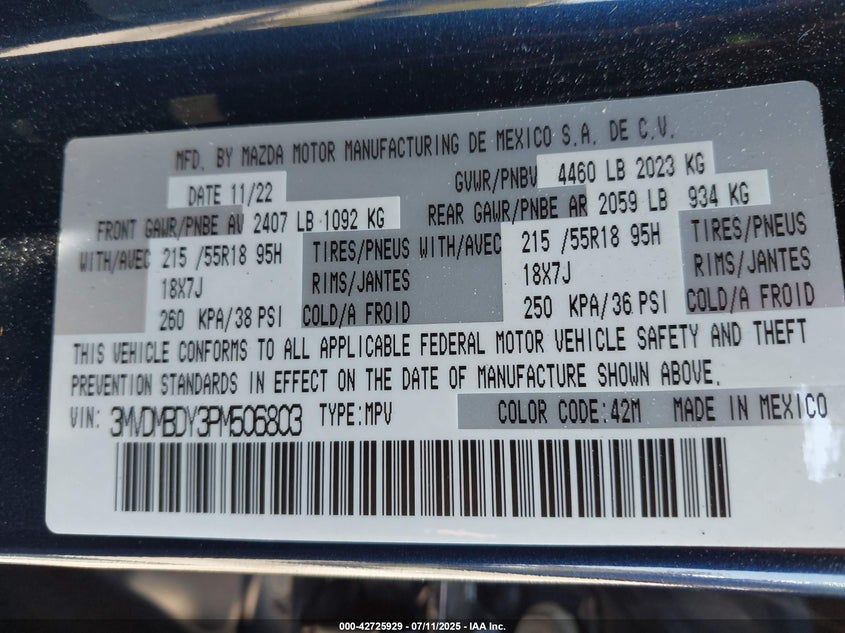 MFD. BY MAZDA MOTOR MANUFACTURING DE MEXICO S.A. DE C.V.
DATE 11/22 GVWR/PNBV 4460 LB 2023 KG
FRONT GAWR/PNBE AV 2407 LB 1092 KG REAR GAWR/PNBE AR 2059 LB 934 KG
WITH/AVEC 215 /55R18 95H TIRES/PNEUS WITH/AVEC 215 /55R18 95H TIRES/PNEUS
18X7J RIMS/JANTES 18X7J RIMS/JANTES
260 KPA/38 PSI COLD/A FROID 250 KPA/36 PSI COLD/A FROID
THIS VEHICLE CONFORMS TO ALL APPLICABLE FEDERAL MOTOR VEHICLE SAFETY AND THEFT
PREVENTION STANDARDS IN EFFECT ON THE DATE OF MANUFACTURE SHOWN ABOVE.
VIN: 3MVDMBDY3PM506803 TYPE:MPV COLOR CODE:42M MADE IN MEXICO
000-42725929 - 07/11/2025 - IAA Inc.